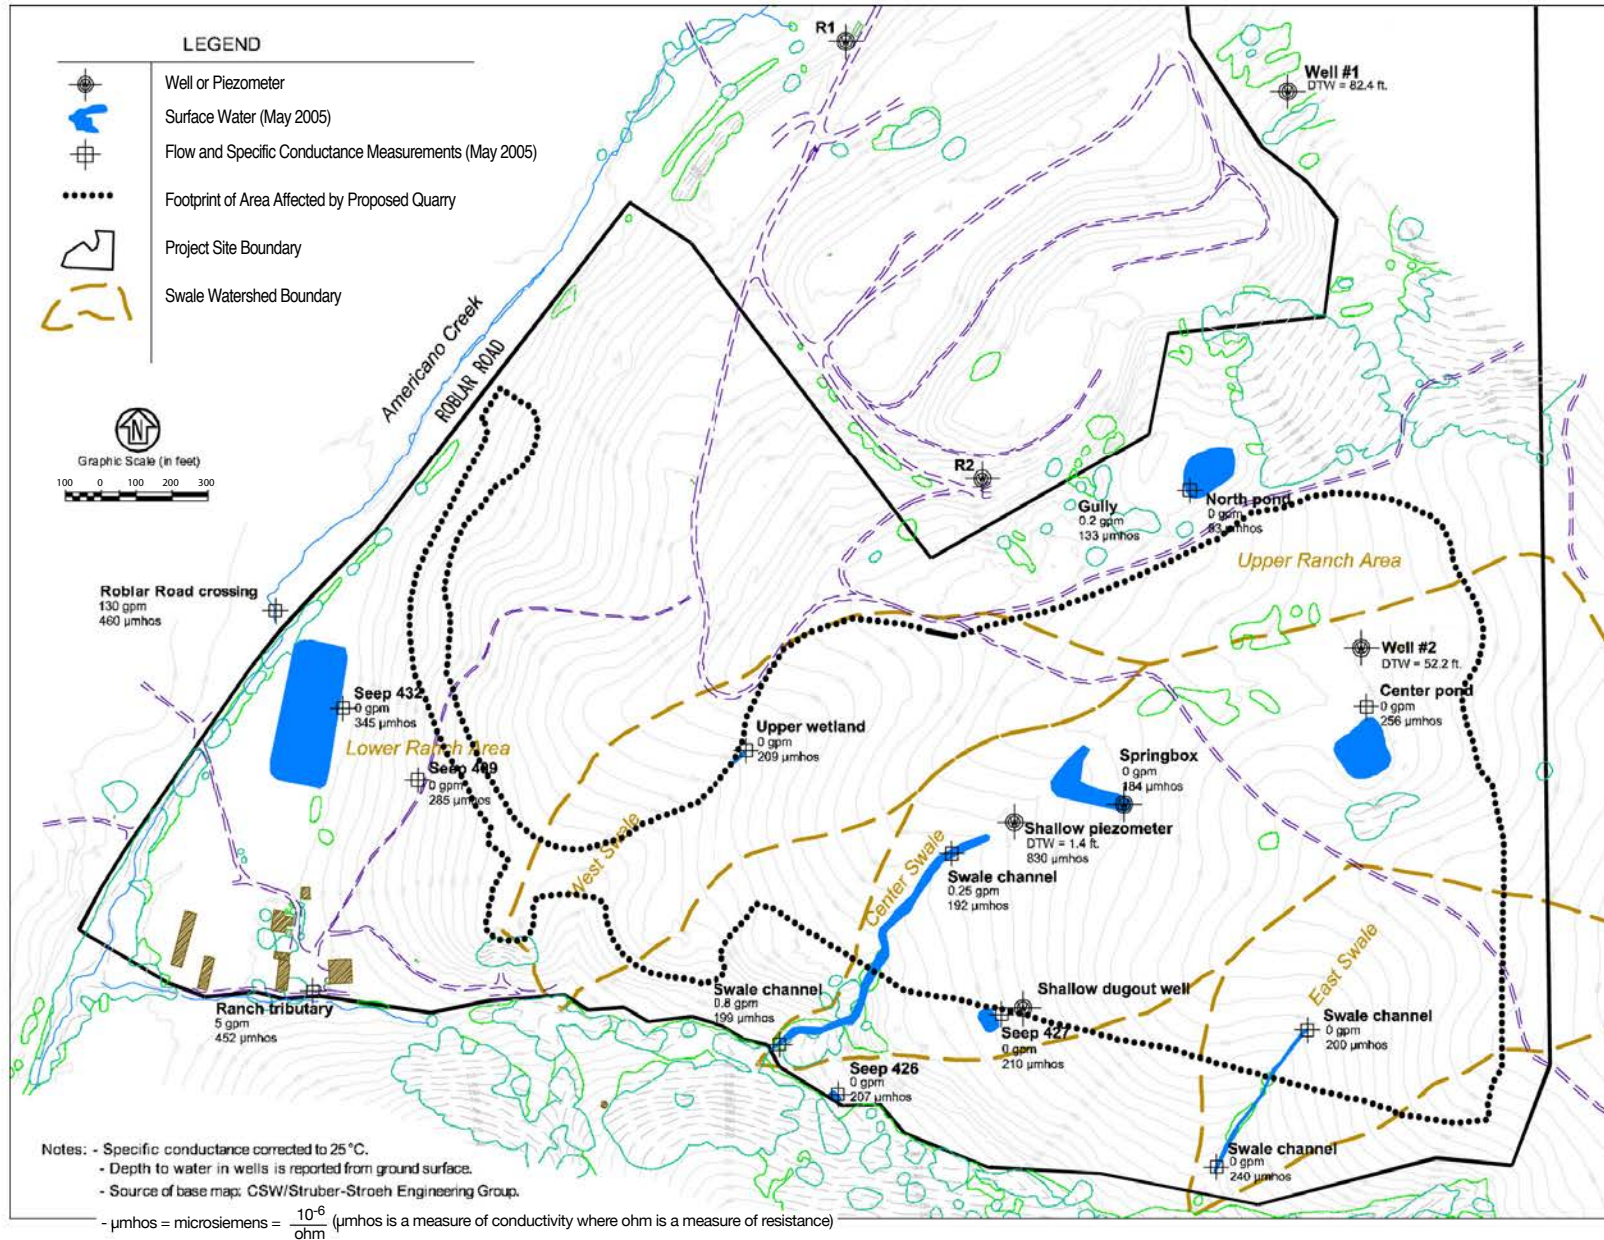 LEGEND
Well or Piezometer
Surface Water (May 2005)
Flow and Specific Conductance Measurements (May 2005)
Footprint of Area Affected by Proposed Quarry
Project Site Boundary
Swale Watershed Boundary
N
Graphic Scale (in feet)
100 0 100 200 300
Americano Creek
ROBLAR ROAD
R1
Well #1
DTW = 82.4 ft.
R2
Gully
0.2 gpm
133 µmhos
North pond
0 gpm
83 µmhos
Upper Ranch Area
Roblar Road crossing
130 gpm
460 µmhos
Well #2
DTW = 52.2 ft.
Center pond
0 gpm
256 µmhos
Seep 432
0 gpm
345 µmhos
Lower Ranch Area
Seep 409
0 gpm
285 µmhos
Upper wetland
0 gpm
209 µmhos
Springbox
0 gpm
184 µmhos
Shallow piezometer
DTW = 1.4 ft.
830 µmhos
West Swale
Center Swale
Swale channel
0.25 gpm
192 µmhos
East Swale
Swale channel
0.8 gpm
199 µmhos
Shallow dugout well
Seep 427
0 gpm
210 µmhos
Swale channel
0 gpm
200 µmhos
Ranch tributary
5 gpm
452 µmhos
Seep 426
0 gpm
207 µmhos
Swale channel
0 gpm
240 µmhos
Notes: - Specific conductance corrected to 25°C.
- Depth to water in wells is reported from ground surface.
- Source of base map: CSW/Struber-Stroeh Engineering Group.
- µmhos = microsiemens = 10-6/ohm (µmhos is a measure of conductivity where ohm is a measure of resistance)